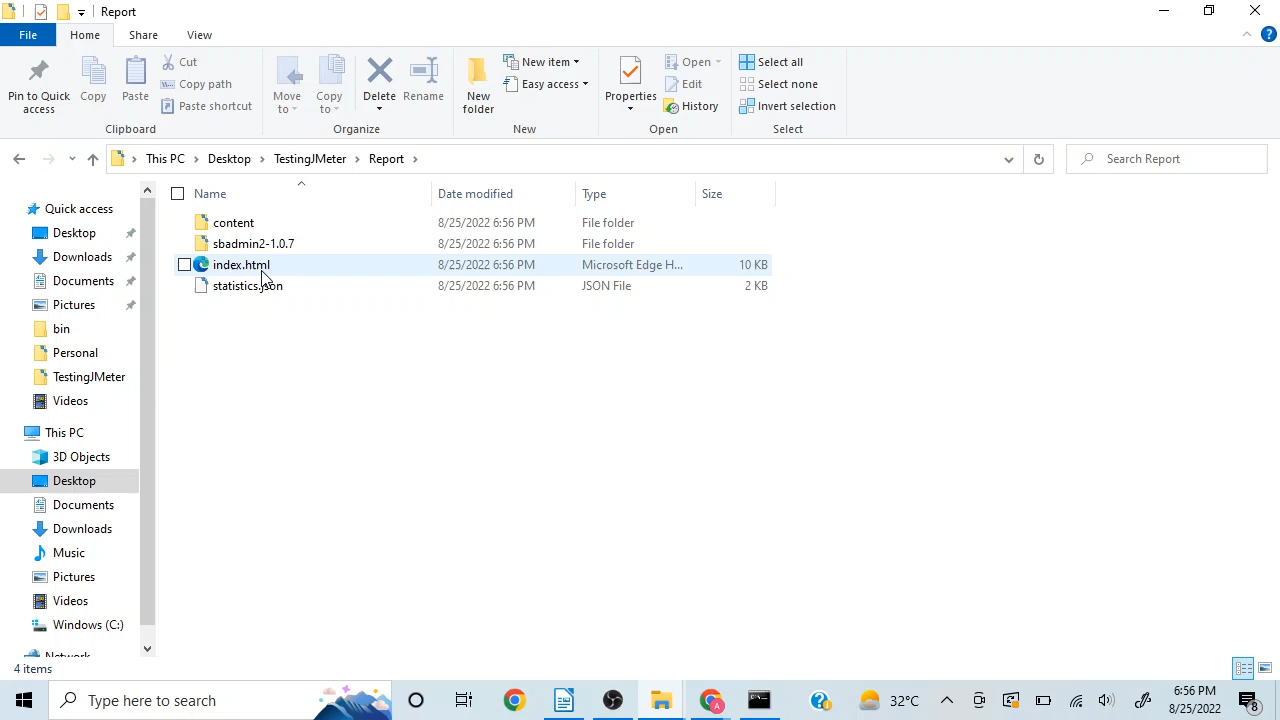 Report
File Home Share View
Pin to Quick access
Copy
Paste
Cut
Copy path
Paste shortcut
Clipboard
Move to
Copy to
Delete
Rename
Organize
New folder
New item
Easy access
New
Properties
Open
Edit
History
Open
Select all
Select none
Invert selection
Select
This PC > Desktop > TestingJMeter > Report >
Search Report
Name Date modified Type Size
content 8/25/2022 6:56 PM File folder
sbadmin2-1.0.7 8/25/2022 6:56 PM File folder
index.html 8/25/2022 6:56 PM Microsoft Edge H... 10 KB
statistics.json 8/25/2022 6:56 PM JSON File 2 KB
Quick access
Desktop
Downloads
Documents
Pictures
bin
Personal
TestingJMeter
Videos
This PC
3D Objects
Desktop
Documents
Downloads
Music
Pictures
Videos
Windows (C:)
Network
4 items
Type here to search
A
32°C
6:56 PM
8/25/2022
8